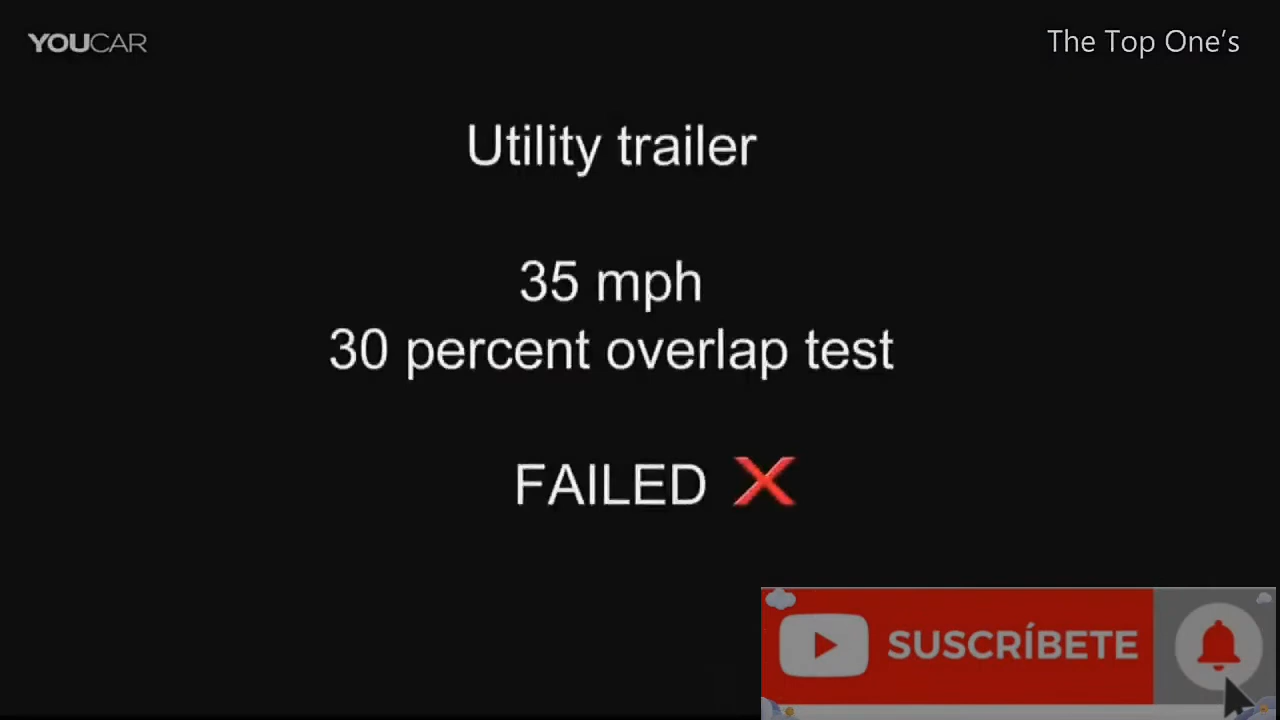 YOUCAR
The Top One’s
Utility trailer
35 mph
30 percent overlap test
FAILED ❌
SUSCRÍBETE